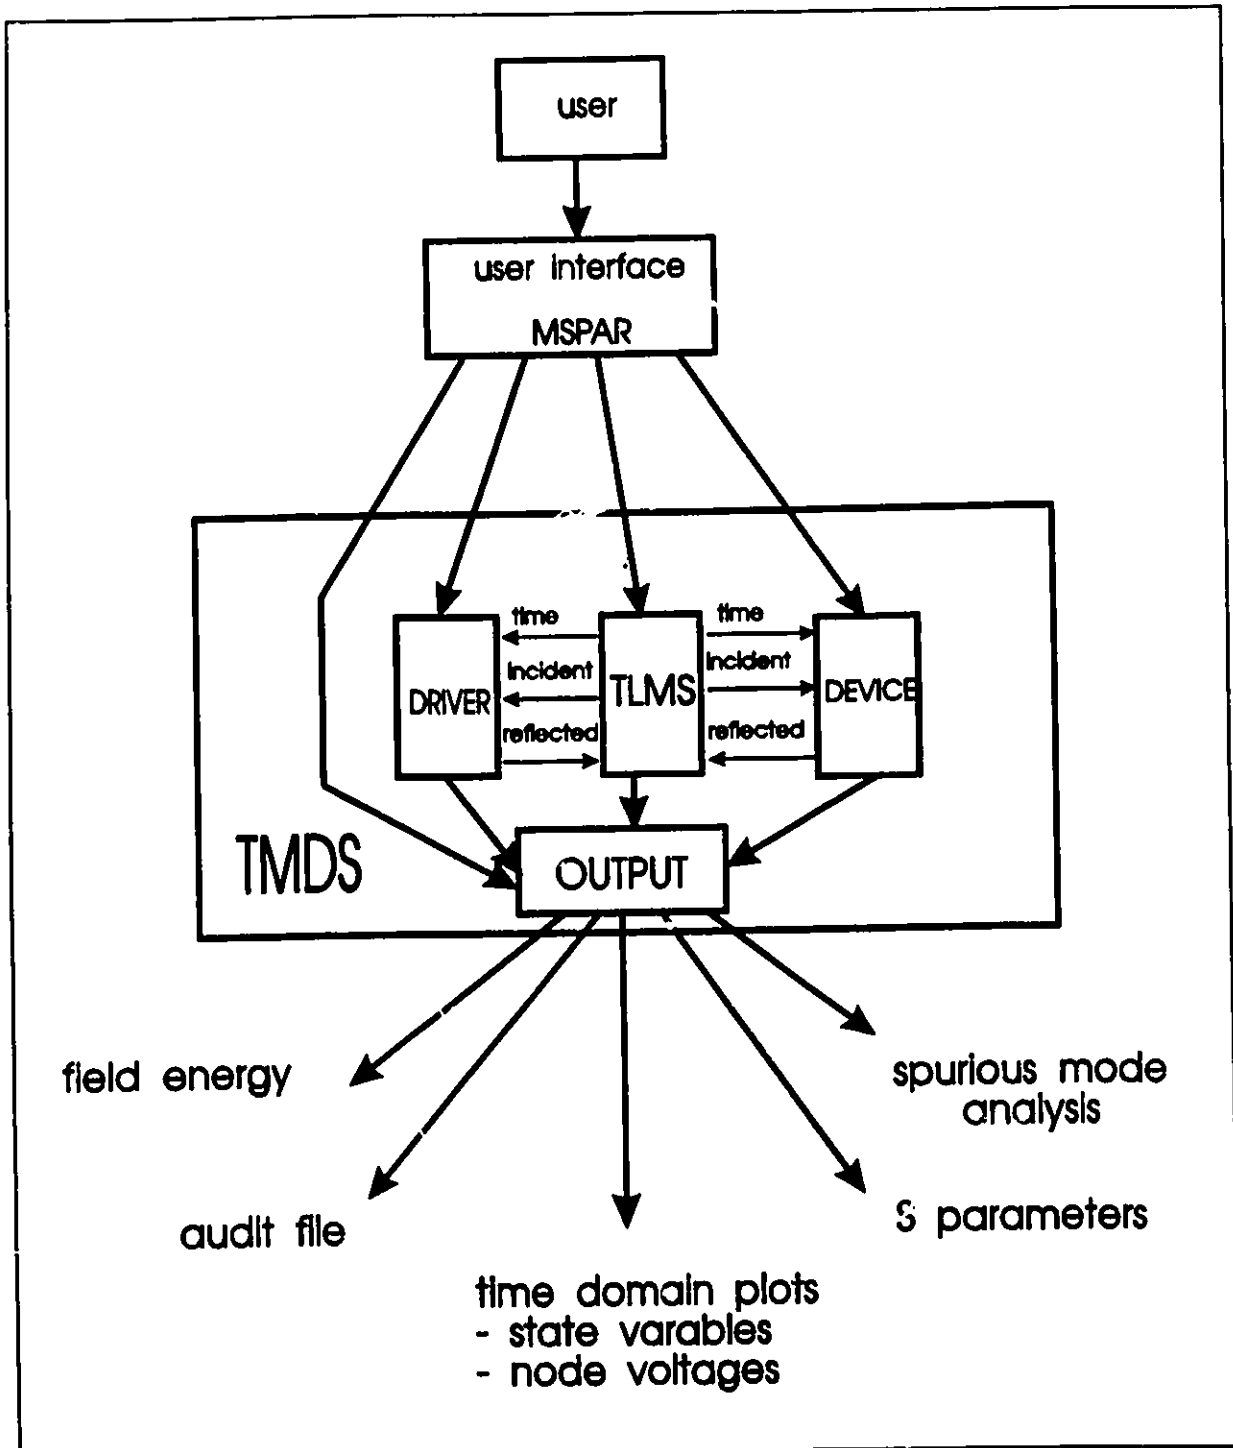 user
user interface
MSPAR
time
time
incident
incident
DRIVER
TLMS
DEVICE
reflected
reflected
TMDS
OUTPUT
field energy
spurious mode
analysis
audit file
S parameters
time domain plots
- state varables
- node voltages